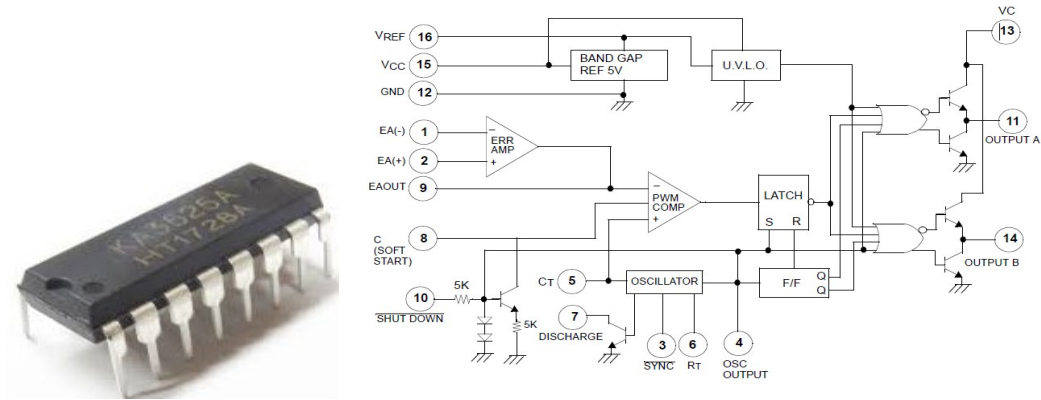 KA3525A
HT1728A
VREF 16
VCC 15
GND 12
EA(-) 1
EA(+) 2
EAOUT 9
C 8
(SOFT
START)
10
SHUT DOWN
5K
5K
BAND GAP
REF 5V
U.V.L.O.
−
ERR
AMP
+
−
PWM
COMP
+
LATCH
S R
CT 5
OSCILLATOR
F/F
Q
Q
7
DISCHARGE
3
SYNC
6
RT
4
OSC
OUTPUT
VC
13
11
OUTPUT A
14
OUTPUT B